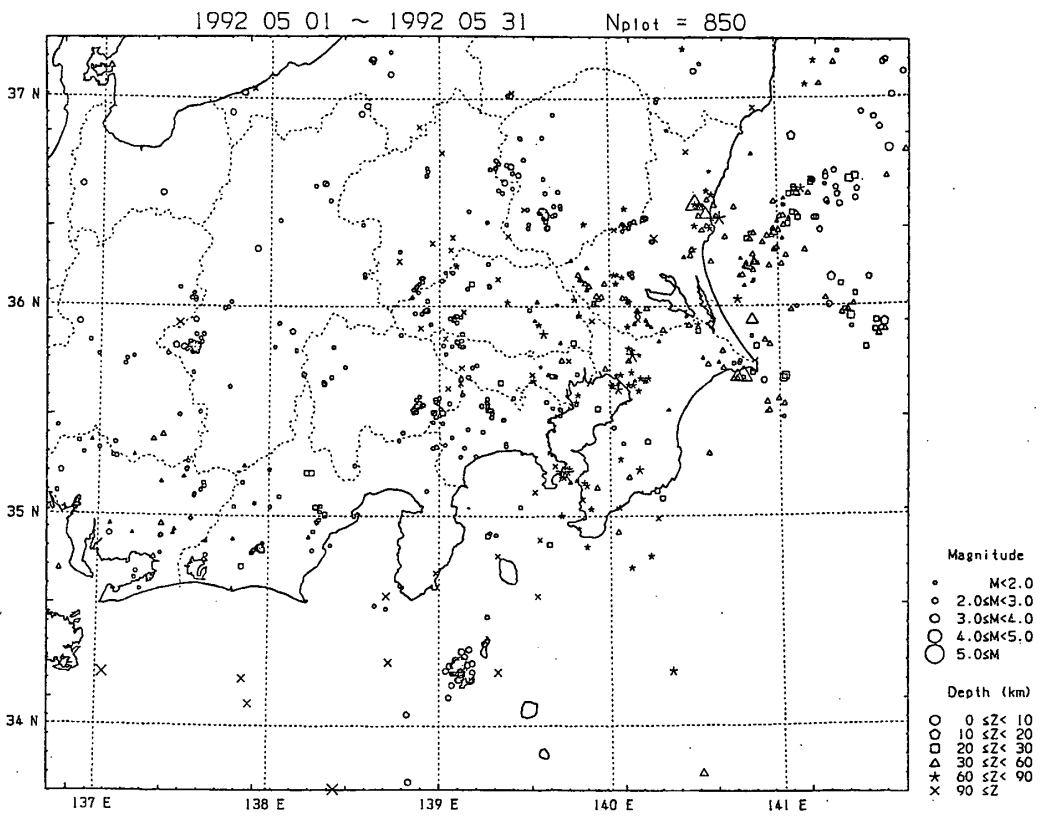 1992 05 01 ~ 1992 05 31 Nplot = 850
37 N
36 N
35 N
34 N
137 E 138 E 139 E 140 E 141 E
Magnitude
M<2.0
2.0≤M<3.0
3.0≤M<4.0
4.0≤M<5.0
5.0≤M
Depth (km)
0 ≤Z< 10
10 ≤Z< 20
20 ≤Z< 30
30 ≤Z< 60
60 ≤Z< 90
90 ≤Z